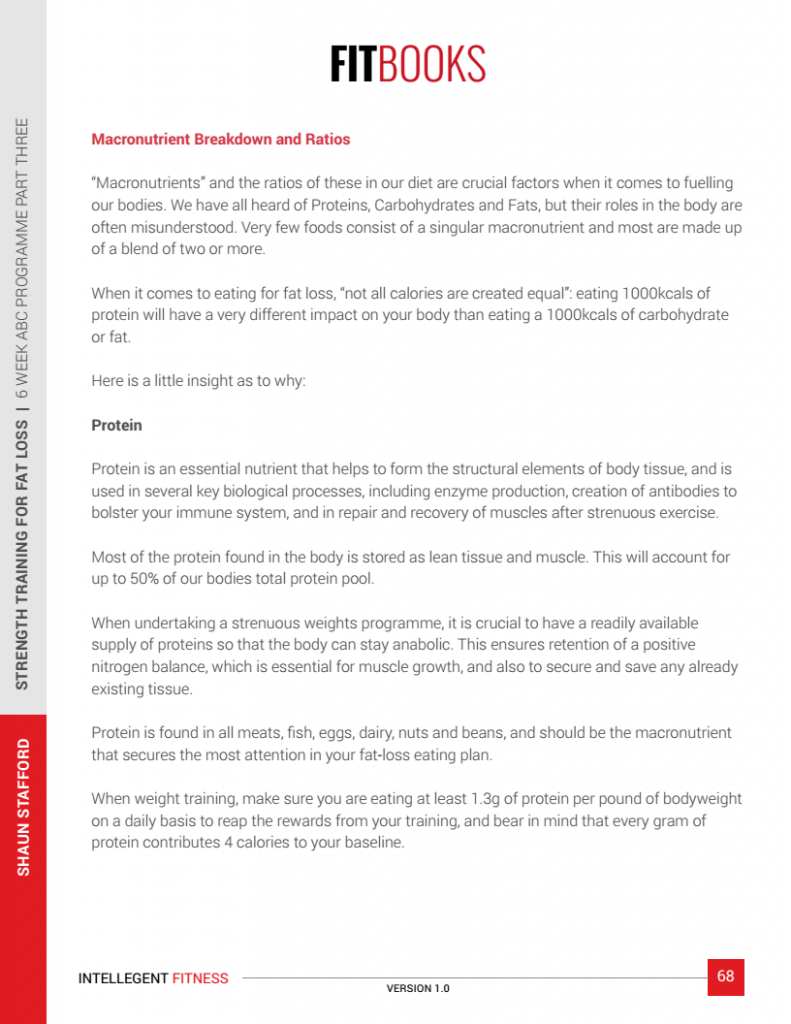 FITBOOKS
Macronutrient Breakdown and Ratios
“Macronutrients” and the ratios of these in our diet are crucial factors when it comes to fuelling
our bodies. We have all heard of Proteins, Carbohydrates and Fats, but their roles in the body are
often misunderstood. Very few foods consist of a singular macronutrient and most are made up
of a blend of two or more.
When it comes to eating for fat loss, “not all calories are created equal”: eating 1000kcals of
protein will have a very different impact on your body than eating a 1000kcals of carbohydrate
or fat.
Here is a little insight as to why:
Protein
Protein is an essential nutrient that helps to form the structural elements of body tissue, and is
used in several key biological processes, including enzyme production, creation of antibodies to
bolster your immune system, and in repair and recovery of muscles after strenuous exercise.
Most of the protein found in the body is stored as lean tissue and muscle. This will account for
up to 50% of our bodies total protein pool.
When undertaking a strenuous weights programme, it is crucial to have a readily available
supply of proteins so that the body can stay anabolic. This ensures retention of a positive
nitrogen balance, which is essential for muscle growth, and also to secure and save any already
existing tissue.
Protein is found in all meats, fish, eggs, dairy, nuts and beans, and should be the macronutrient
that secures the most attention in your fat-loss eating plan.
When weight training, make sure you are eating at least 1.3g of protein per pound of bodyweight
on a daily basis to reap the rewards from your training, and bear in mind that every gram of
protein contributes 4 calories to your baseline.
SHAUN STAFFORD
STRENGTH TRAINING FOR FAT LOSS | 6 WEEK ABC PROGRAMME PART THREE
INTELLEGENT FITNESS
VERSION 1.0
68